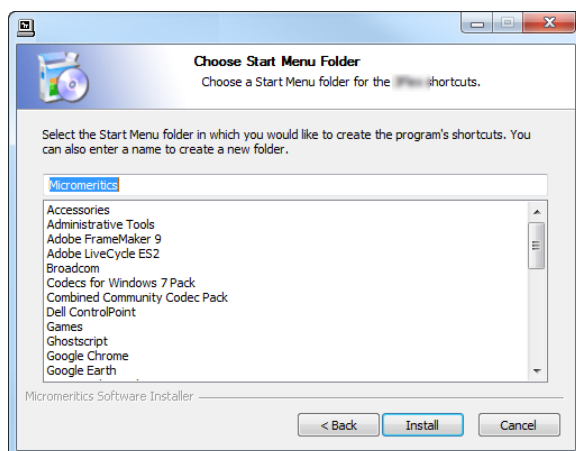 Choose Start Menu Folder
Choose a Start Menu folder for the shortcuts.
Select the Start Menu folder in which you would like to create the program's shortcuts. You
can also enter a name to create a new folder.
Micromeritics
Accessories
Administrative Tools
Adobe FrameMaker 9
Adobe LiveCycle ES2
Broadcom
Codecs for Windows 7 Pack
Combined Community Codec Pack
Dell ControlPoint
Games
Ghostscript
Google Chrome
Google Earth
Micromeritics Software Installer
< Back Install Cancel